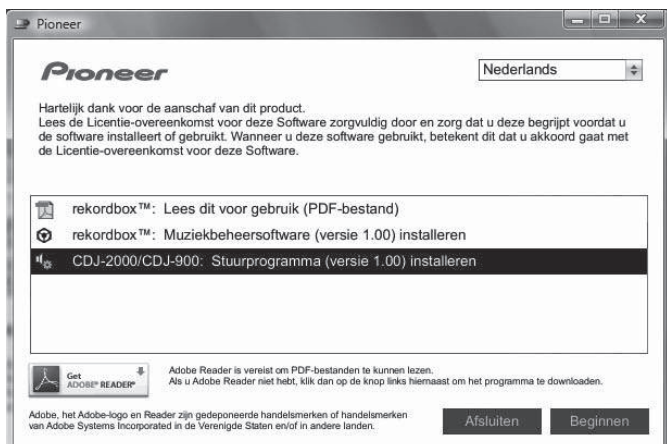 Pioneer
Pioneer
Nederlands
Hartelijk dank voor de aanschaf van dit product.
Lees de Licentie-overeenkomst voor deze Software zorgvuldig door en zorg dat u deze begrijpt voordat u
de software installeert of gebruikt. Wanneer u deze software gebruikt, betekent dit dat u akkoord gaat met
de Licentie-overeenkomst voor deze Software.
rekordbox™: Lees dit voor gebruik (PDF-bestand)
rekordbox™: Muziekbeheersoftware (versie 1.00) installeren
CDJ-2000/CDJ-900: Stuurprogramma (versie 1.00) installeren
Get
ADOBE® READER®
Adobe Reader is vereist om PDF-bestanden te kunnen lezen.
Als u Adobe Reader niet hebt, klik dan op de knop links hiernaast om het programma te downloaden.
Adobe, het Adobe-logo en Reader zijn gedeponeerde handelsmerken of handelsmerken
van Adobe Systems Incorporated in de Verenigde Staten en/of in andere landen.
Afsluiten
Beginnen